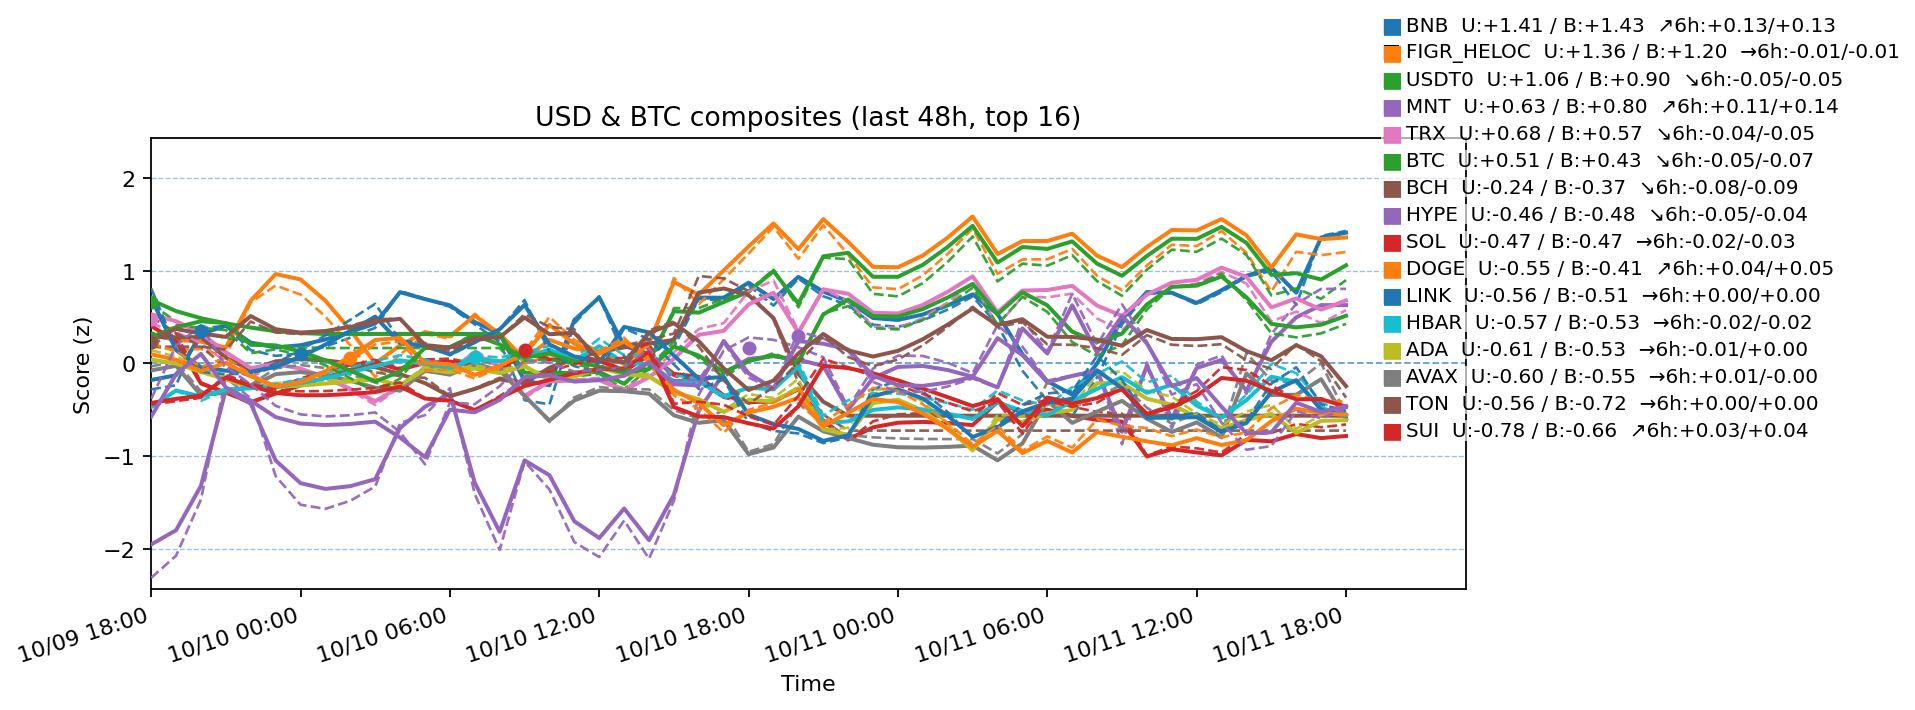 BNB  U:+1.41 / B:+1.43  ↗6h:+0.13/+0.13
FIGR_HELOC  U:+1.36 / B:+1.20  →6h:-0.01/-0.01
USDT0  U:+1.06 / B:+0.90  ↘6h:-0.05/-0.05
MNT  U:+0.63 / B:+0.80  ↗6h:+0.11/+0.14
TRX  U:+0.68 / B:+0.57  ↘6h:-0.04/-0.05
BTC  U:+0.51 / B:+0.43  ↘6h:-0.05/-0.07
BCH  U:-0.24 / B:-0.37  ↘6h:-0.08/-0.09
HYPE  U:-0.46 / B:-0.48  ↘6h:-0.05/-0.04
SOL  U:-0.47 / B:-0.47  →6h:-0.02/-0.03
DOGE  U:-0.55 / B:-0.41  ↗6h:+0.04/+0.05
LINK  U:-0.56 / B:-0.51  →6h:+0.00/+0.00
HBAR  U:-0.57 / B:-0.53  →6h:-0.02/-0.02
ADA  U:-0.61 / B:-0.53  →6h:-0.01/+0.00
AVAX  U:-0.60 / B:-0.55  →6h:+0.01/-0.00
TON  U:-0.56 / B:-0.72  →6h:+0.00/+0.00
SUI  U:-0.78 / B:-0.66  ↗6h:+0.03/+0.04
USD & BTC composites (last 48h, top 16)
Score (z)
2
1
0
−1
−2
10/09 18:00
10/10 00:00
10/10 06:00
10/10 12:00
10/10 18:00
10/11 00:00
10/11 06:00
10/11 12:00
10/11 18:00
Time